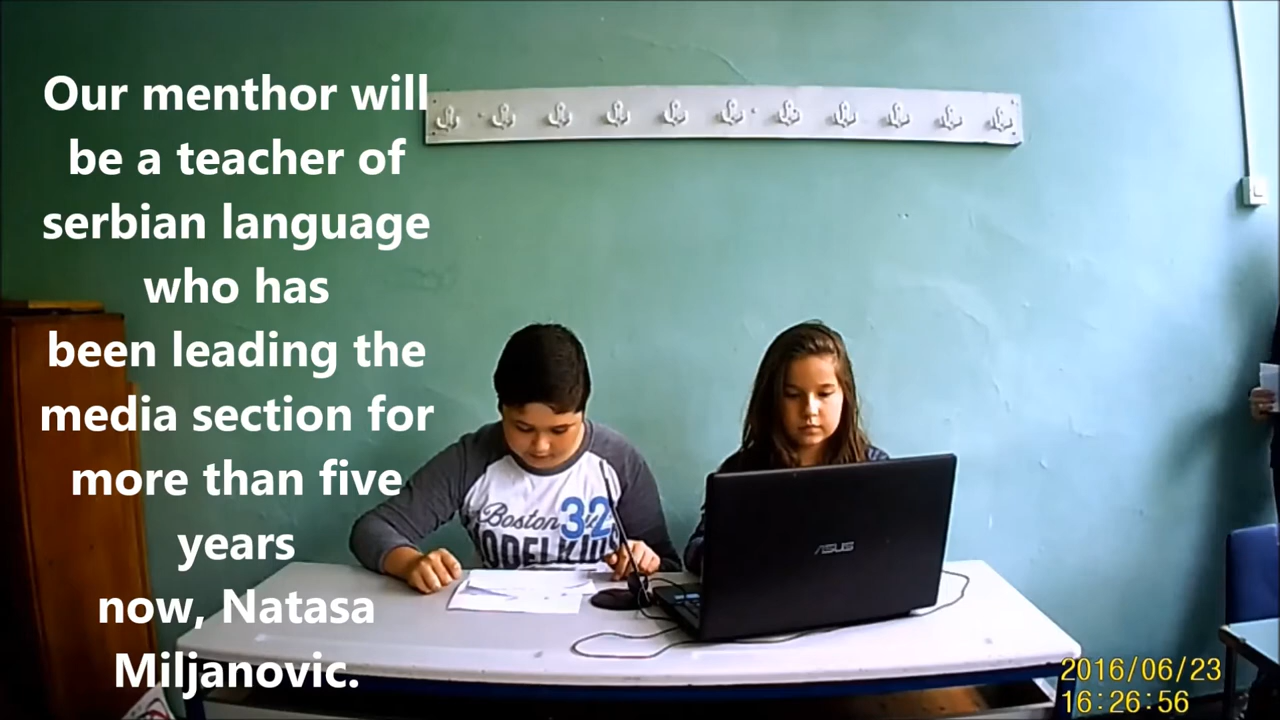 Our menthor will
be a teacher of
serbian language
who has
been leading the
media section for
more than five
years
now, Natasa
Miljanovic.
Boston
32
ASUS
2016/06/23
16:26:56